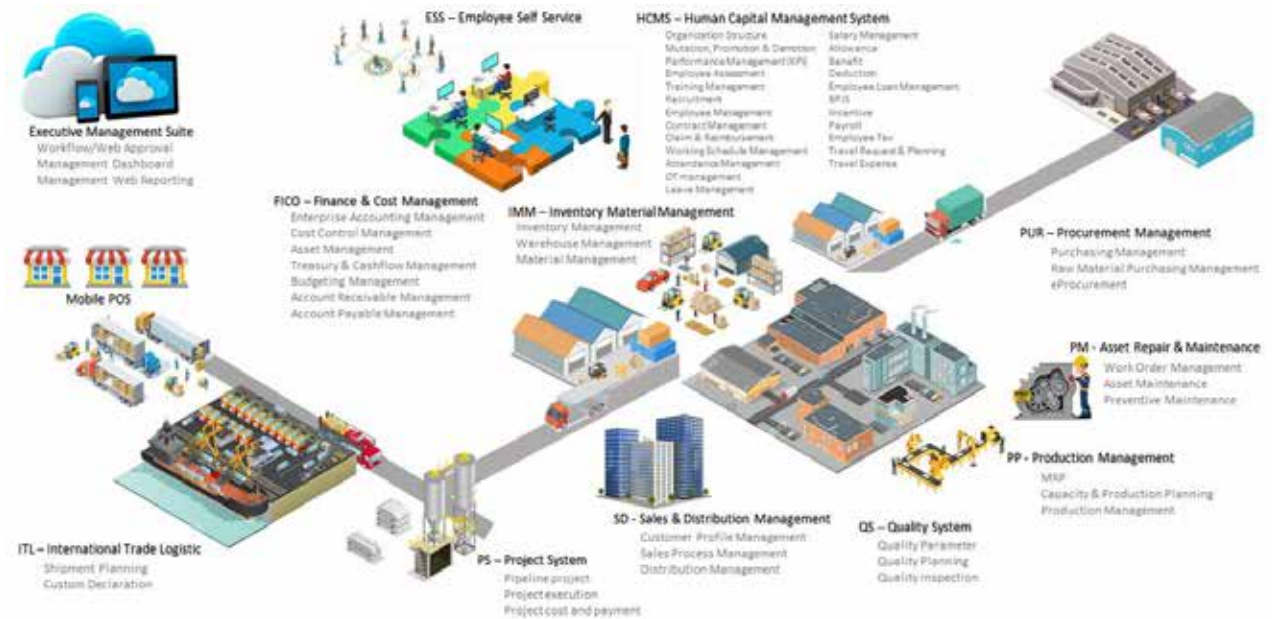 ESS – Employee Self Service
HCMS – Human Capital Management System
Organization Structure
Mutation, Promotion & Demotion
Performance Management (KPI)
Employee Assessment
Training Management
Recruitment
Employee Management
Contract Management
Claim & Reimbursement
Working Schedule Management
Attendance Management
OT management
Leave Management
Salary Management
Allowance
Benefit
Deduction
Employee Loan Management
BPJS
Incentive
Payroll
Employee Tax
Travel Request & Planning
Travel Expense
Executive Management Suite
Workflow/Web Approval
Management Dashboard
Management Web Reporting
FICO – Finance & Cost Management
Enterprise Accounting Management
Cost Control Management
Asset Management
Treasury & Cashflow Management
Budgeting Management
Account Receivable Management
Account Payable Management
IMM – Inventory Material Management
Inventory Management
Warehouse Management
Material Management
PUR – Procurement Management
Purchasing Management
Raw Material Purchasing Management
eProcurement
Mobile POS
PM - Asset Repair & Maintenance
Work Order Management
Asset Maintenance
Preventive Maintenance
PP - Production Management
MRP
Capacity & Production Planning
Production Management
SD - Sales & Distribution Management
Customer Profile Management
Sales Process Management
Distribution Management
QS – Quality System
Quality Parameter
Quality Planning
Quality inspection
ITL – International Trade Logistic
Shipment Planning
Custom Declaration
PS – Project System
Pipeline project
Project execution
Project cost and payment